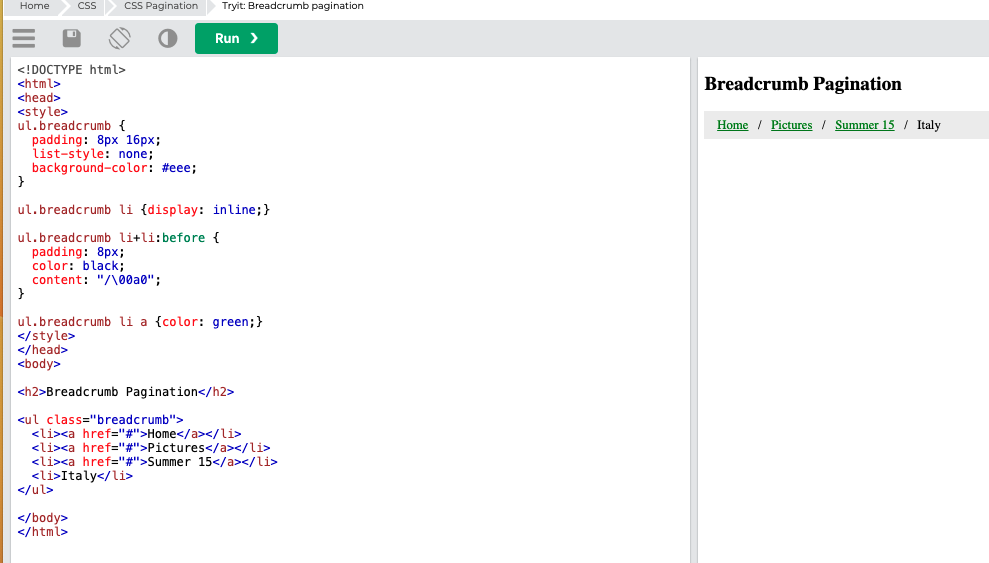 Home CSS CSS Pagination Tryit: Breadcrumb pagination
Run ❯
<!DOCTYPE html>
<html>
<head>
<style>
ul.breadcrumb {
  padding: 8px 16px;
  list-style: none;
  background-color: #eee;
}

ul.breadcrumb li {display: inline;}

ul.breadcrumb li+li:before {
  padding: 8px;
  color: black;
  content: "/\00a0";
}

ul.breadcrumb li a {color: green;}
</style>
</head>
<body>

<h2>Breadcrumb Pagination</h2>

<ul class="breadcrumb">
  <li><a href="#">Home</a></li>
  <li><a href="#">Pictures</a></li>
  <li><a href="#">Summer 15</a></li>
  <li>Italy</li>
</ul>

</body>
</html>
Breadcrumb Pagination
Home / Pictures / Summer 15 / Italy